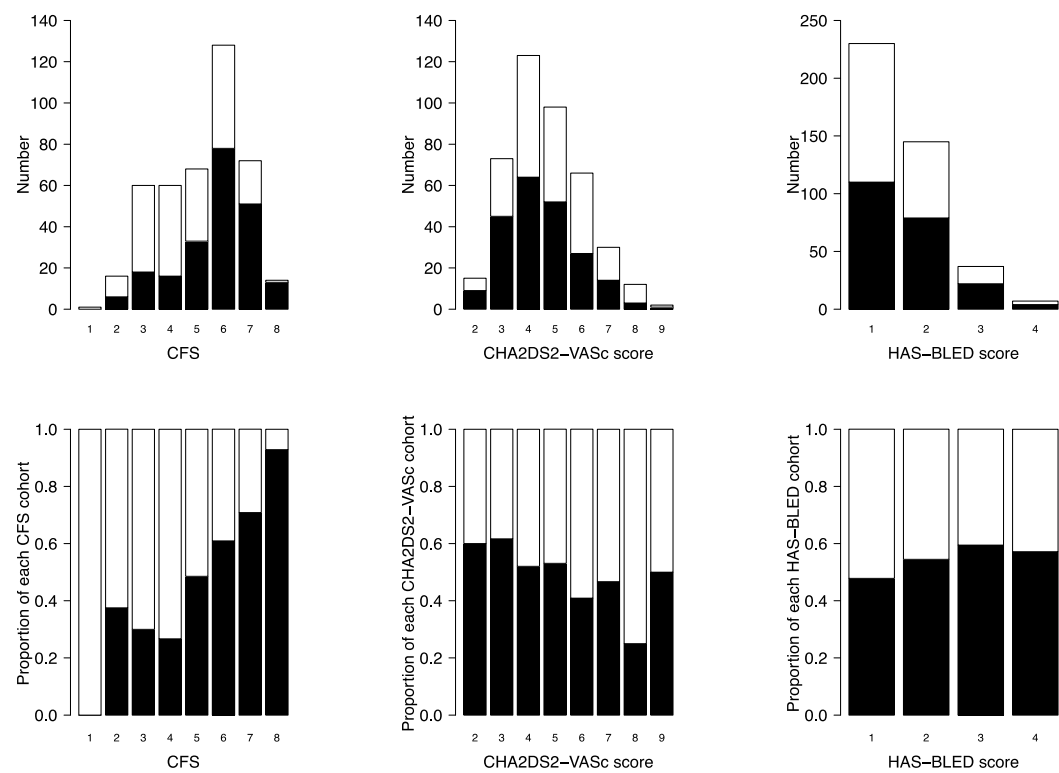 Number
140
120
100
80
60
40
20
0
1 2 3 4 5 6 7 8
CFS
Number
140
120
100
80
60
40
20
0
2 3 4 5 6 7 8 9
CHA2DS2−VASc score
Number
250
200
150
100
50
0
1 2 3 4
HAS−BLED score
Proportion of each CFS cohort
1.0
0.8
0.6
0.4
0.2
0.0
1 2 3 4 5 6 7 8
CFS
Proportion of each CHA2DS2−VASc cohort
1.0
0.8
0.6
0.4
0.2
0.0
2 3 4 5 6 7 8 9
CHA2DS2−VASc score
Proportion of each HAS−BLED cohort
1.0
0.8
0.6
0.4
0.2
0.0
1 2 3 4
HAS−BLED score